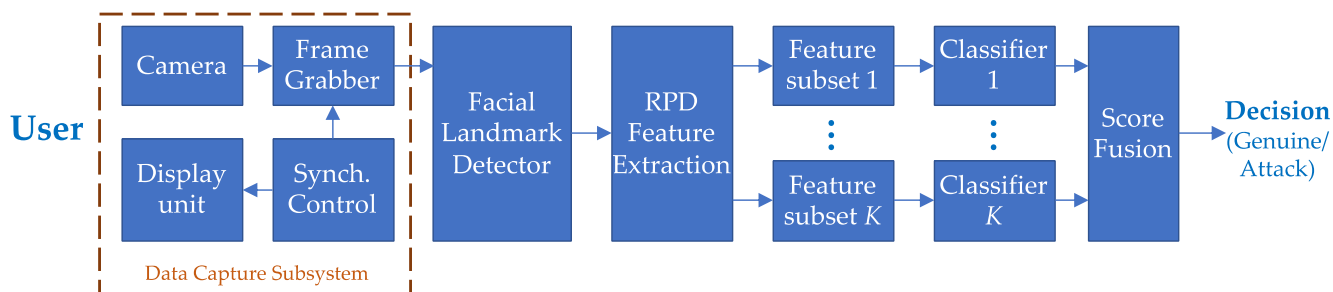 User
Camera
Frame
Grabber
Display
unit
Synch.
Control
Data Capture Subsystem
Facial
Landmark
Detector
RPD
Feature
Extraction
Feature
subset 1
Classifier
1
Feature
subset K
Classifier
K
Score
Fusion
Decision
(Genuine/
Attack)